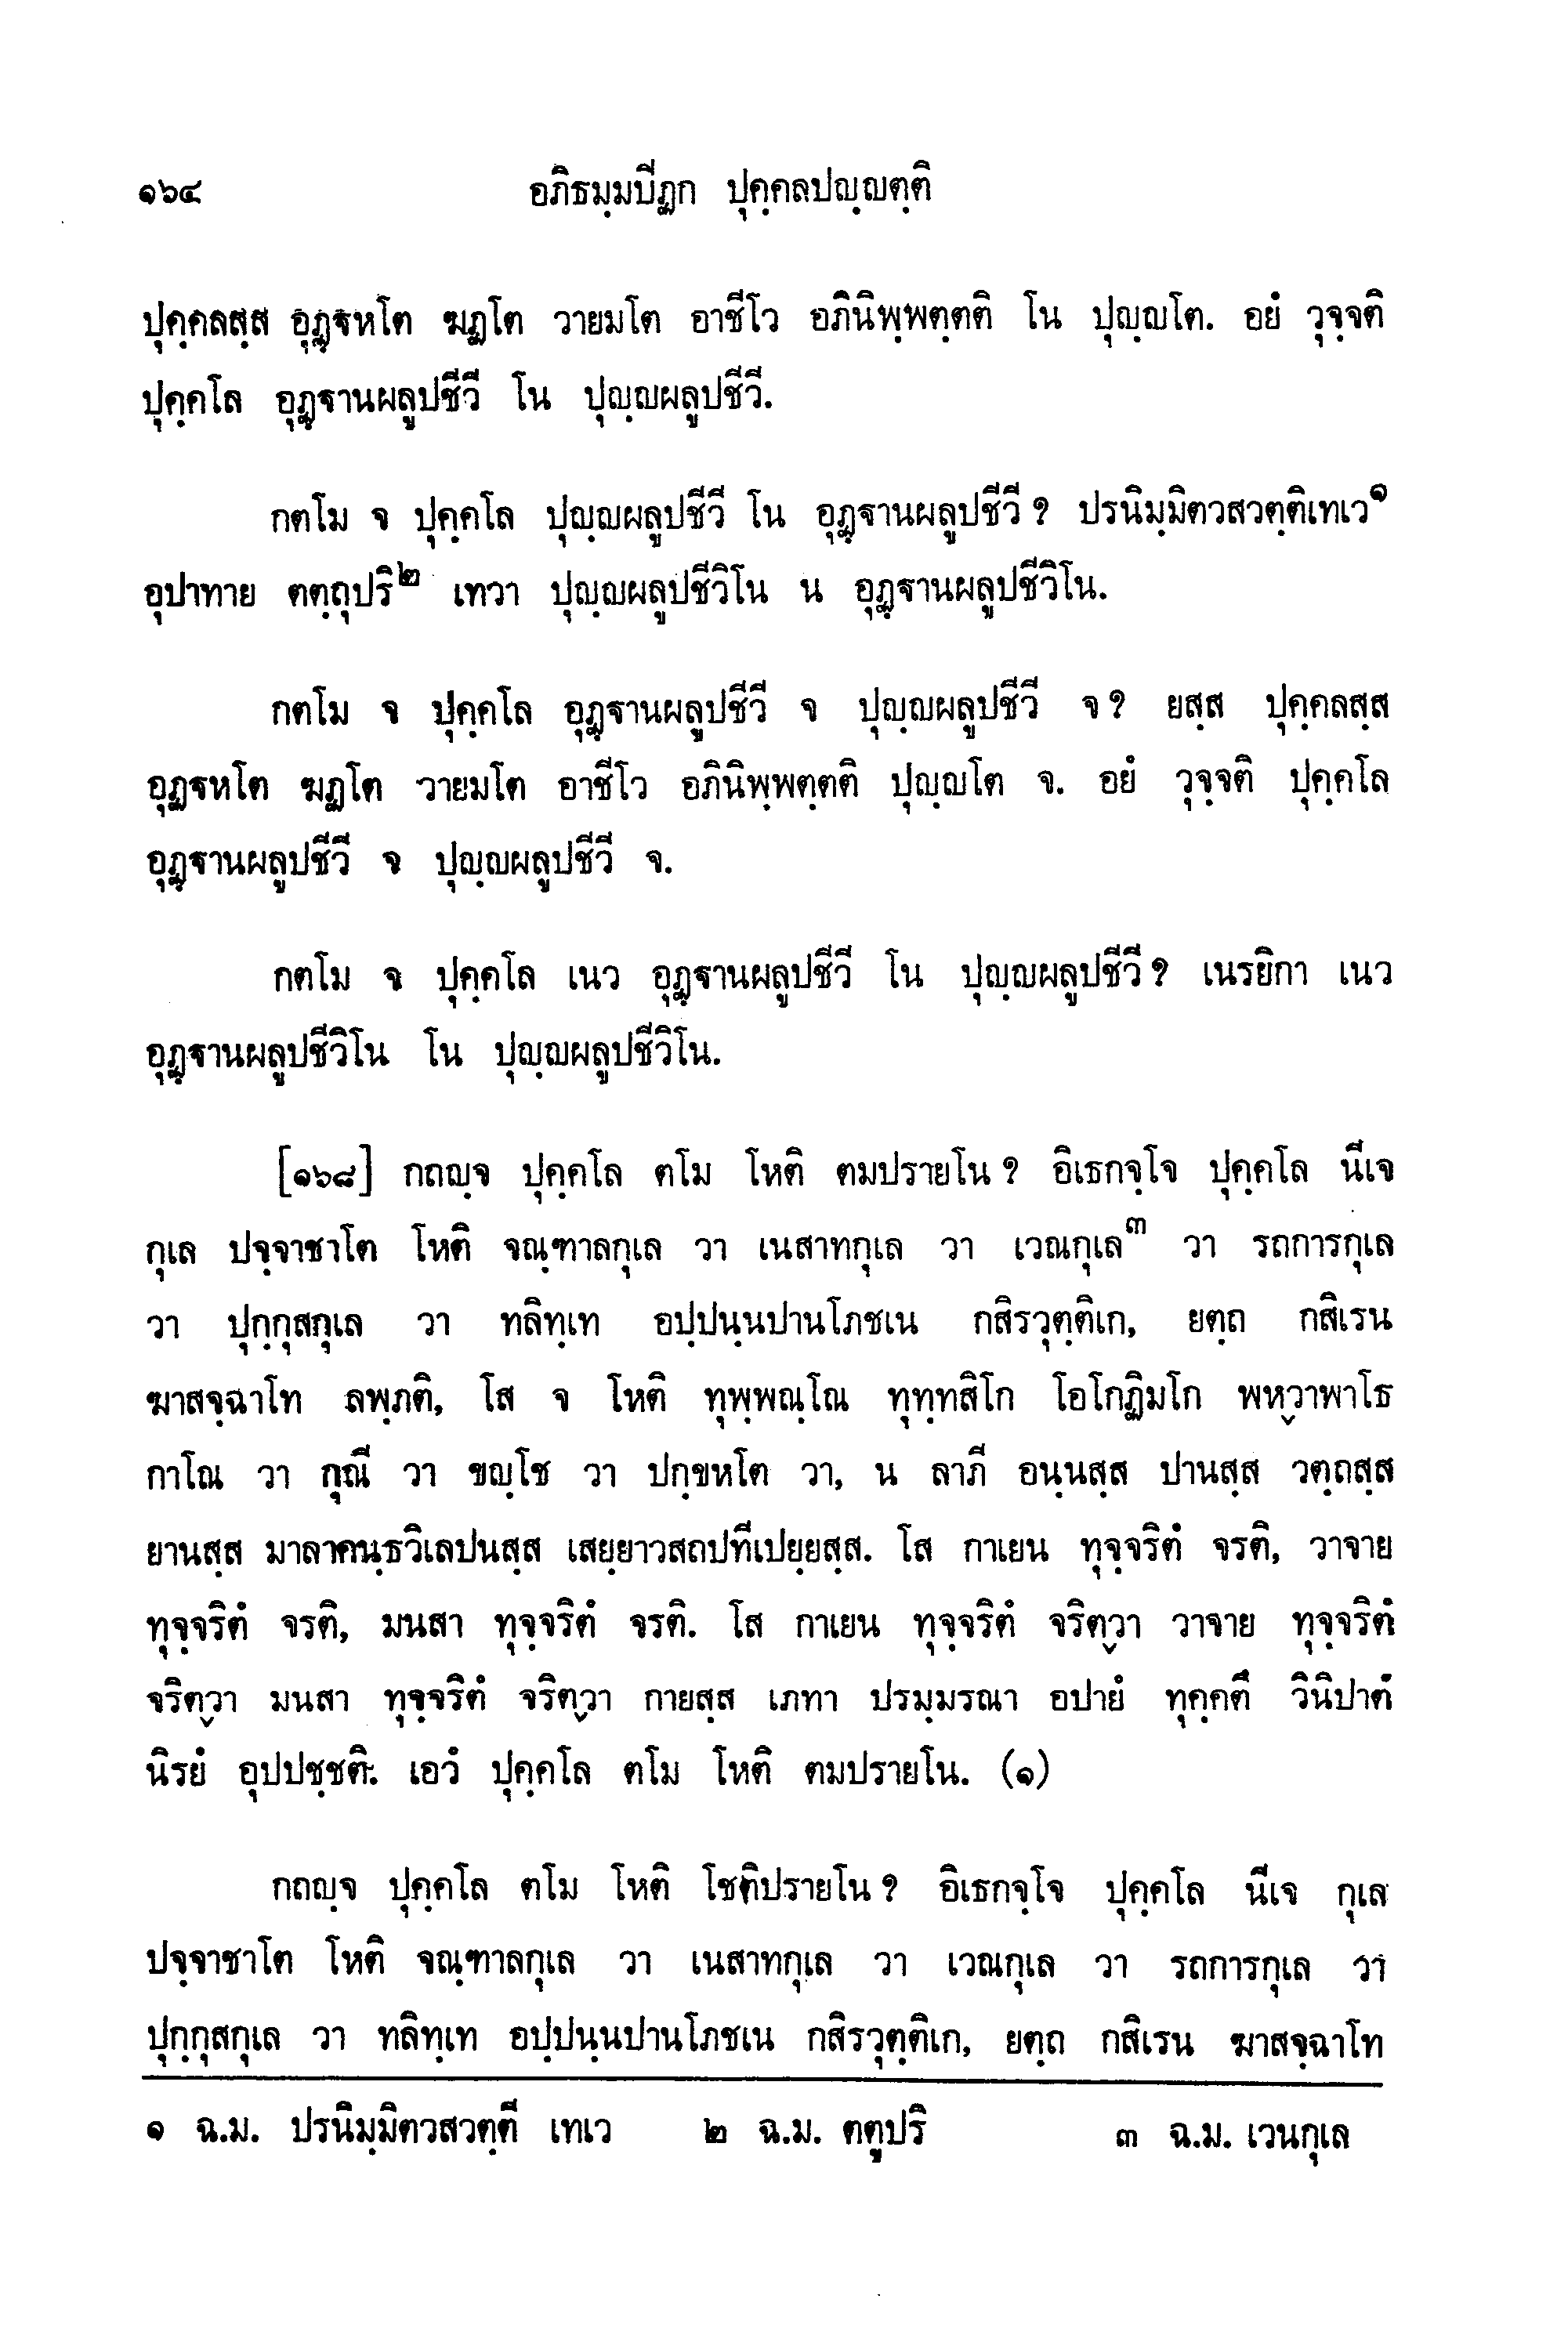 ๑๖๔ อภิธมฺมปีฏก ปุคฺคลปญฺญตฺติ
ปุคฺคลสฺส อุฏฺฐหโต ฆฏโต วายมโต อาชีโว อภินิพฺพตฺตติ โน ปุญฺญโต. อยํ วุจฺจติ
ปุคฺคโล อุฏฺฐานผลูปชีวี โน ปุญฺญผลูปชีวี.
กตโม จ ปุคฺคโล ปุญฺญผลูปชีวี โน อุฏฺฐานผลูปชีวี ? ปรนิมฺมิตวสวตฺติเทเว๑
อุปาทาย ตตฺถุปริ๒ เทวา ปุญฺญผลูปชีวิโน น อุฏฺฐานผลูปชีวิโน.
กตโม จ ปุคฺคโล อุฏฺฐานผลูปชีวี จ ปุญฺญผลูปชีวี จ ? ยสฺส ปุคฺคลสฺส
อุฏฺฐหโต ฆฏโต วายมโต อาชีโว อภินิพฺพตฺตติ ปุญฺญโต จ. อยํ วุจฺจติ ปุคฺคโล
อุฏฺฐานผลูปชีวี จ ปุญฺญผลูปชีวี จ.
กตโม จ ปุคฺคโล เนว อุฏฺฐานผลูปชีวี โน ปุญฺญผลูปชีวี ? เนรยิกา เนว
อุฏฺฐานผลูปชีวิโน โน ปุญฺญผลูปชีวิโน.
[๑๖๘] กถญฺจ ปุคฺคโล ตโม โหติ ตมปรายโน ? อิเธกจฺโจ ปุคฺคโล นีเจ
กุเล ปจฺจาชาโต โหติ จณฺฑาลกุเล วา เนสาทกุเล วา เวณกุเล๓ วา รถการกุเล
วา ปุกฺกุสกุเล วา ทลิทฺเท อปฺปนฺนปานโภชเน กสิรวุตฺติเก, ยตฺถ กสิเรน
ฆาสจฺฉาโท ลพฺภติ, โส จ โหติ ทุพฺพณฺโณ ทุทฺทสิโก โอโกฏิมโก พหฺวาพาโธ
กาโณ วา กุณี วา ขญฺโช วา ปกฺขหโต วา, น ลาภี อนฺนสฺส ปานสฺส วตฺถสฺส
ยานสฺส มาลาคนฺธวิเลปนสฺส เสยฺยาวสถปทีเปยฺยสฺส. โส กาเยน ทุจฺจริตํ จรติ, วาจาย
ทุจฺจริตํ จรติ, มนสา ทุจฺจริตํ จรติ. โส กาเยน ทุจฺจริตํ จริตฺวา วาจาย ทุจฺจริตํ
จริตฺวา มนสา ทุจฺจริตํ จริตฺวา กายสฺส เภทา ปรมฺมรณา อปายํ ทุคฺคตึ วินิปาตํ
นิรยํ อุปปชฺชติ. เอวํ ปุคฺคโล ตโม โหติ ตมปรายโน. (๑)
กถญฺจ ปุคฺคโล ตโม โหติ โชติปรายโน ? อิเธกจฺโจ ปุคฺคโล นีเจ กุเล
ปจฺจาชาโต โหติ จณฺฑาลกุเล วา เนสาทกุเล วา เวณกุเล วา รถการกุเล วา
ปุกฺกุสกุเล วา ทลิทฺเท อปฺปนฺนปานโภชเน กสิรวุตฺติเก, ยตฺถ กสิเรน ฆาสจฺฉาโท
๑ ฉ.ม. ปรนิมฺมิตวสวตฺตี เทเว ๒ ฉ.ม. ตตูปริ ๓ ฉ.ม. เวนกุเล